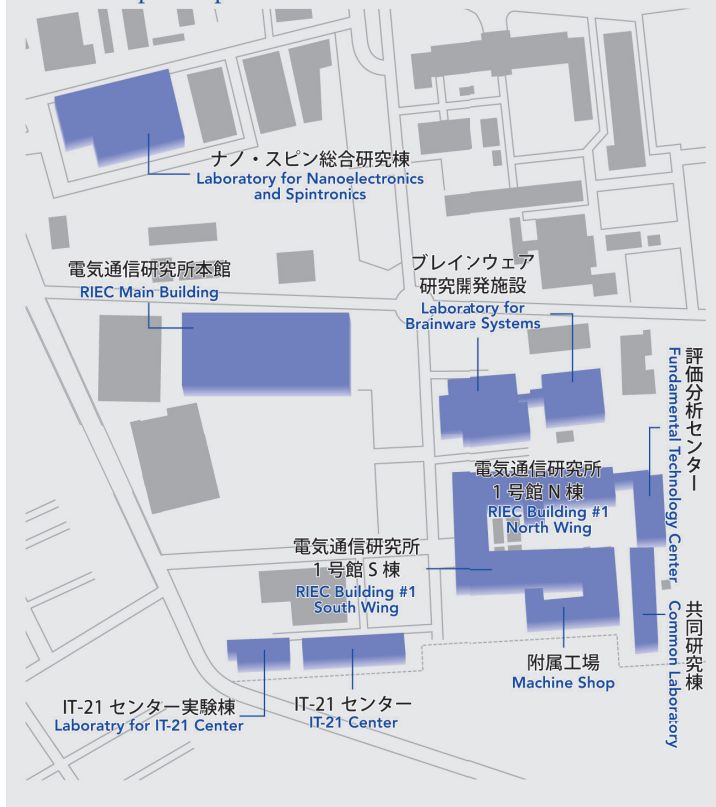 ナノ・スピン総合研究棟
Laboratory for Nanoelectronics
and Spintronics
電気通信研究所本館
RIEC Main Building
ブレインウェア
研究開発施設
Laboratory for
Brainware Systems
評価分析センター
Fundamental Technology Center
電気通信研究所
1 号館 N 棟
RIEC Building #1
North Wing
電気通信研究所
1 号館 S 棟
RIEC Building #1
South Wing
共同研究棟
Common Laboratory
附属工場
Machine Shop
IT-21 センター実験棟
Laboratry for IT-21 Center
IT-21 センター
IT-21 Center